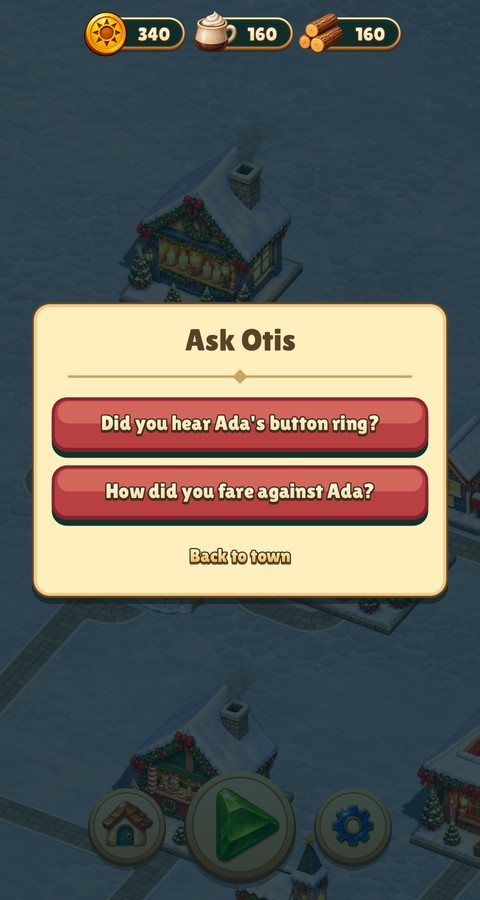 340
160
160
Ask Otis
Did you hear Ada's button ring?
How did you fare against Ada?
Back to town